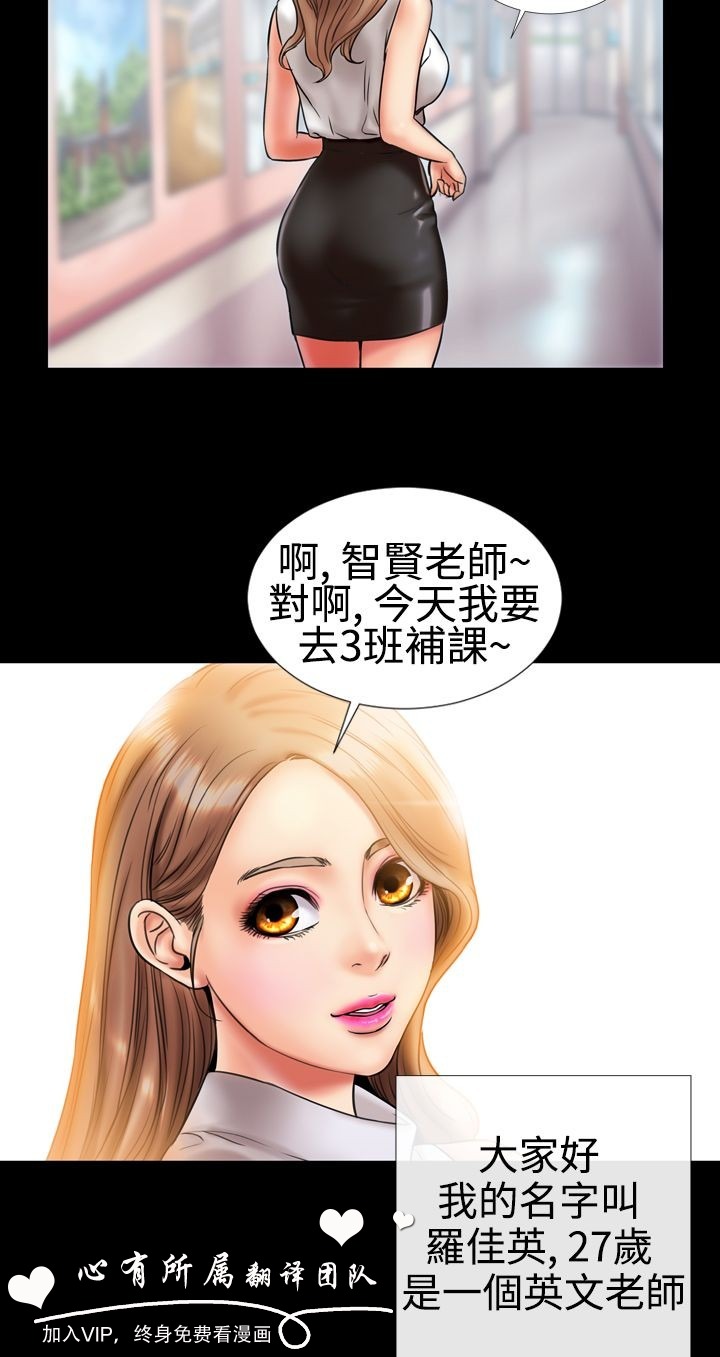 啊, 智賢老師~
對啊, 今天我要
去3班補課~
大家好
我的名字叫
羅佳英, 27歲
是一個英文老師
心有所属翻译团队
加入VIP，终身免费看漫画